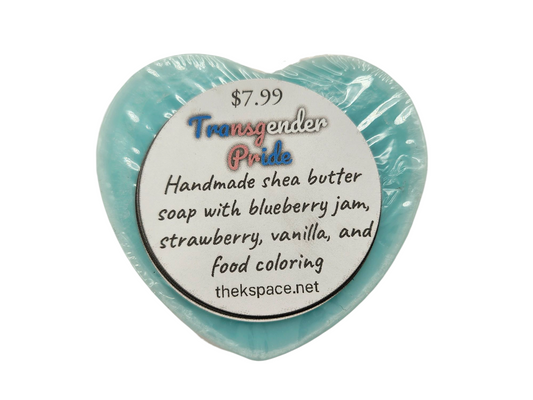 $7.99
Transgender
Pride
Handmade shea butter
soap with blueberry jam,
strawberry, vanilla, and
food coloring
thekspace.net